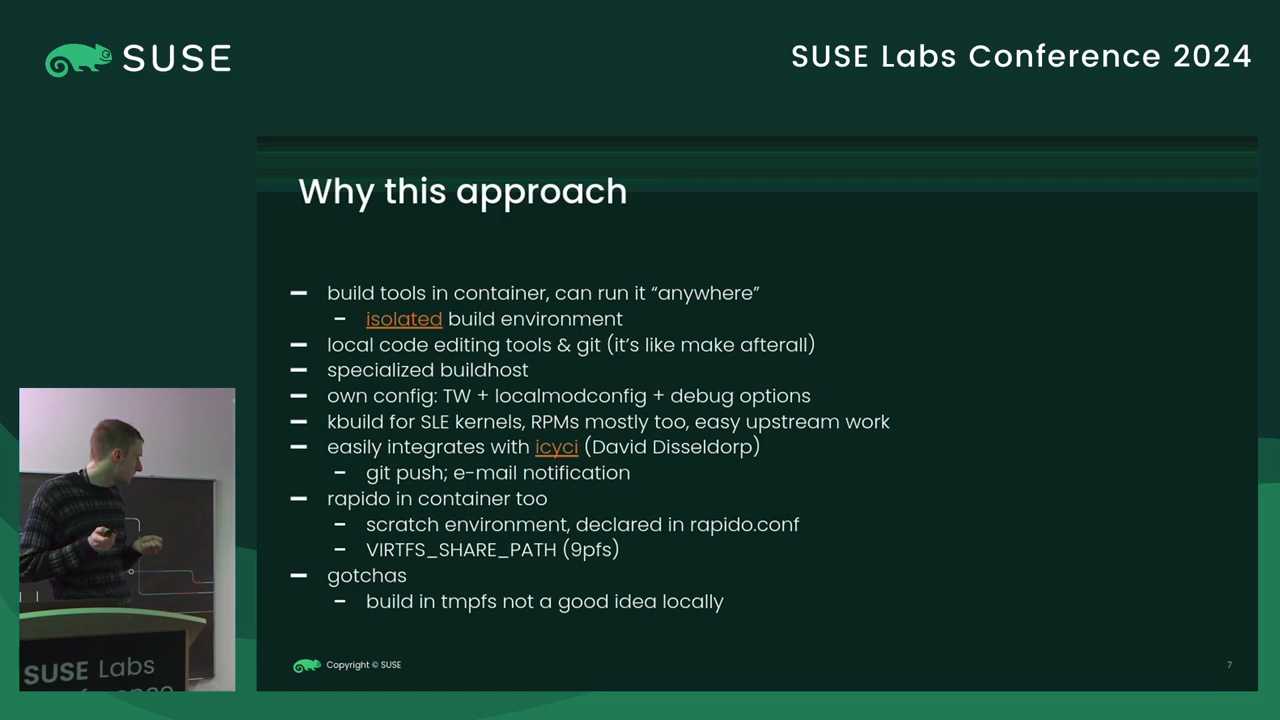 SUSE
SUSE Labs Conference 2024
Why this approach
build tools in container, can run it “anywhere”
isolated build environment
local code editing tools & git (it’s like make afterall)
specialized buildhost
own config: TW + localmodconfig + debug options
kbuild for SLE kernels, RPMs mostly too, easy upstream work
easily integrates with icyci (David Disseldorp)
git push; e-mail notification
rapido in container too
scratch environment, declared in rapido.conf
VIRTFS_SHARE_PATH (9pfs)
gotchas
build in tmpfs not a good idea locally
Copyright © SUSE
7
SUSE Labs